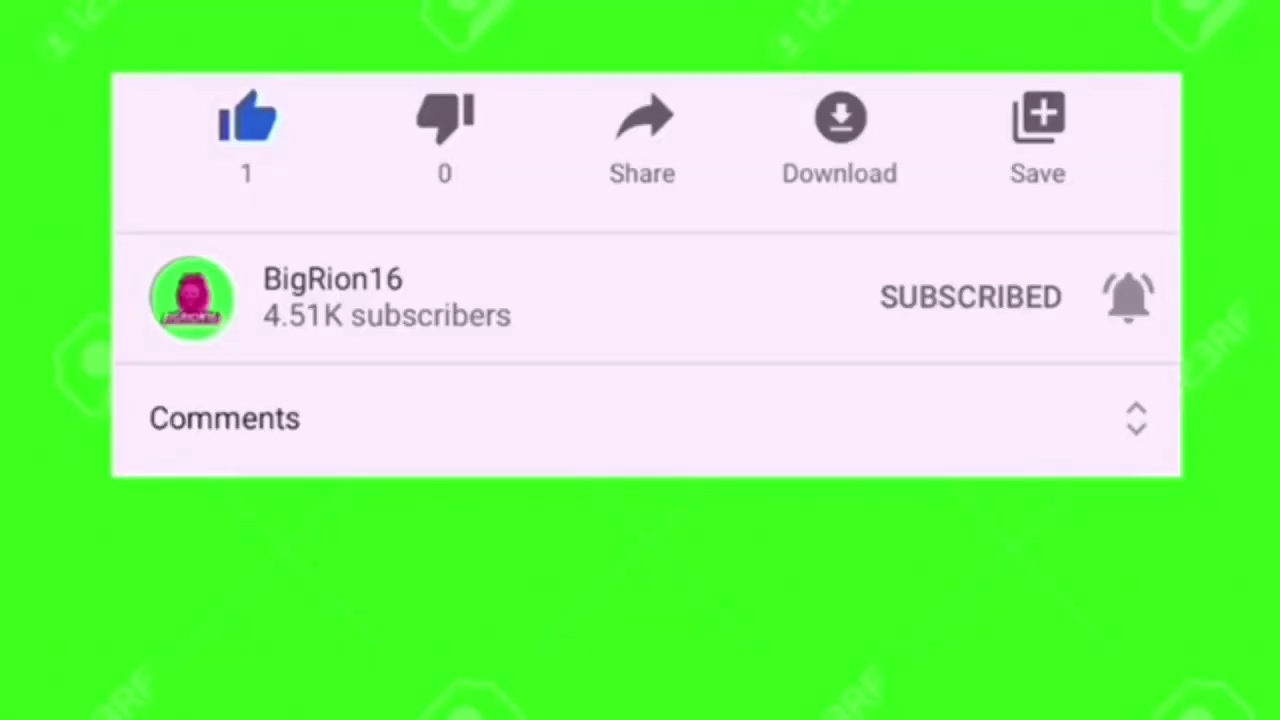 1
0
Share
Download
Save
BigRion16
4.51K subscribers
SUBSCRIBED
Comments